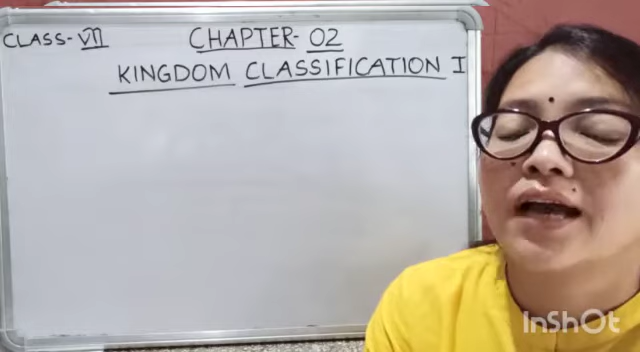 CLASS- VII
CHAPTER- 02
KINGDOM CLASSIFICATION I
InShOt